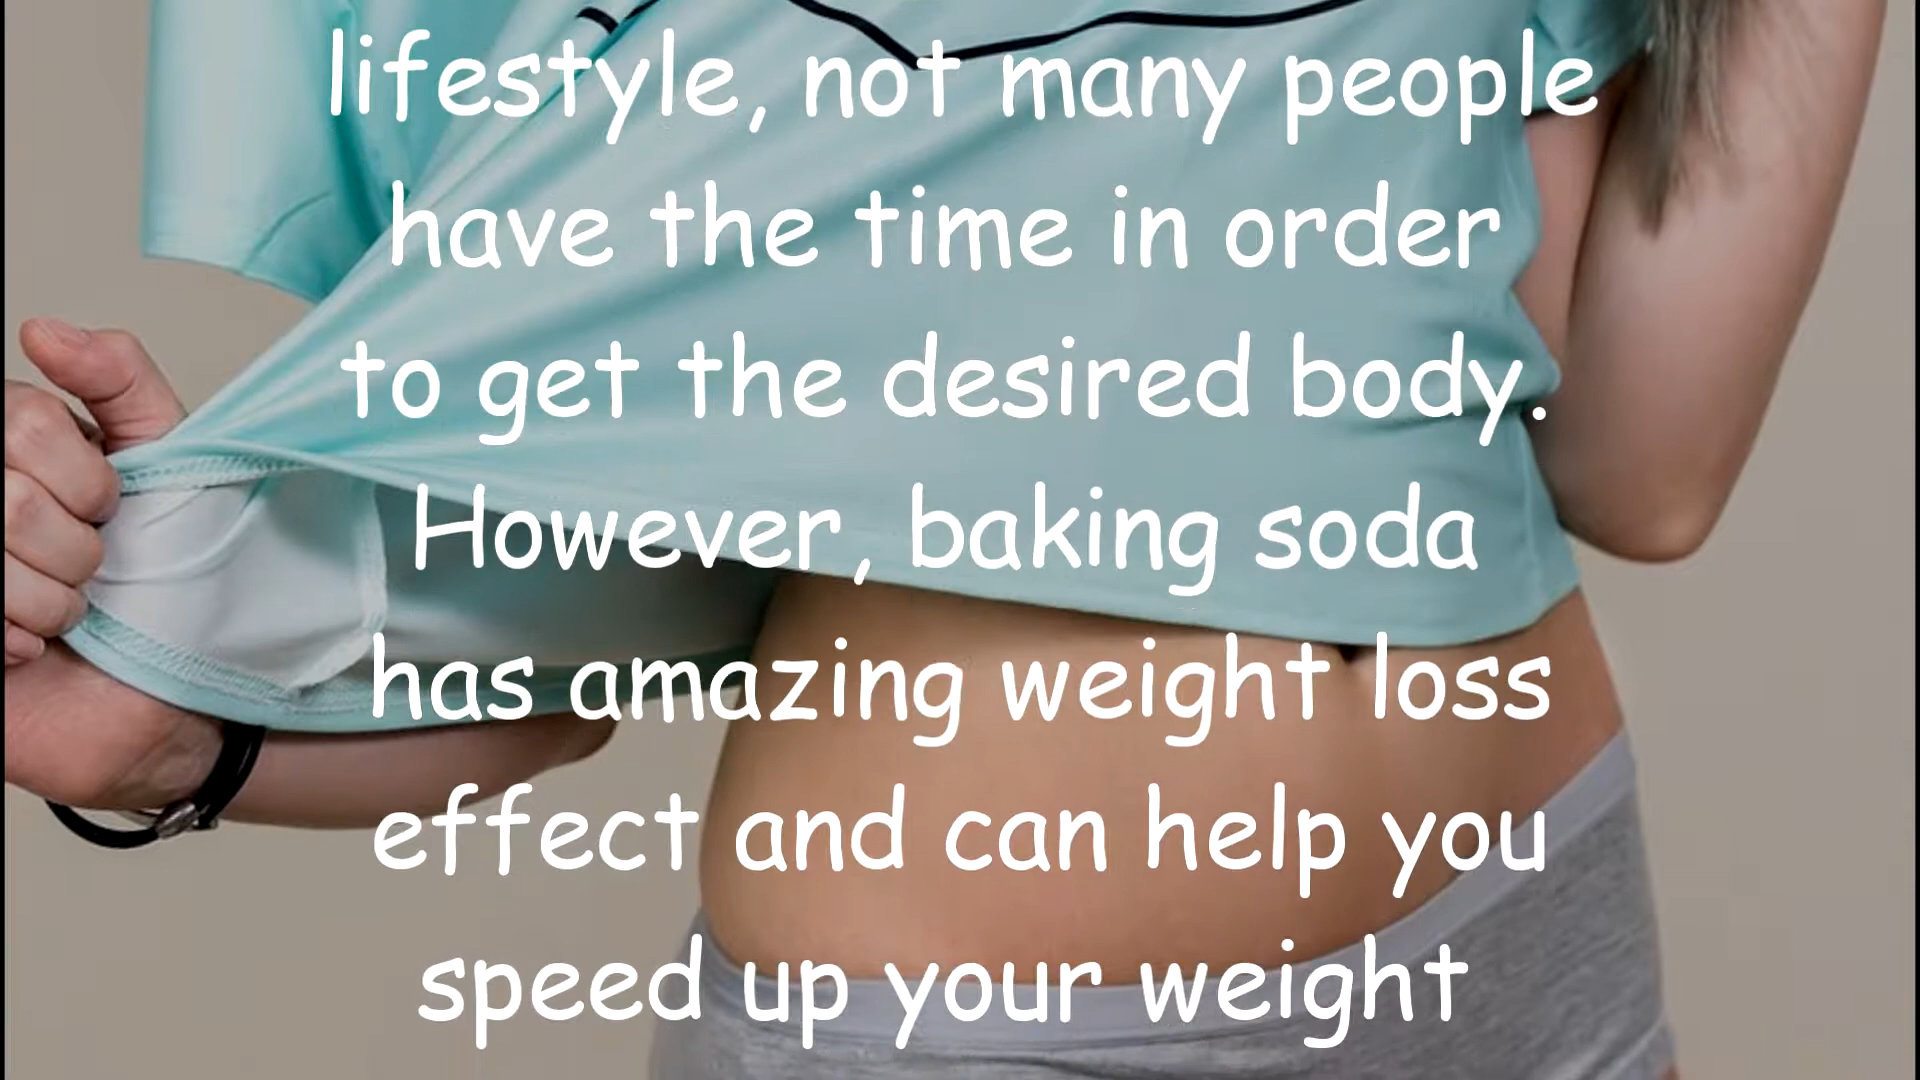 lifestyle, not many people
have the time in order
to get the desired body.
However, baking soda
has amazing weight loss
effect and can help you
speed up your weight